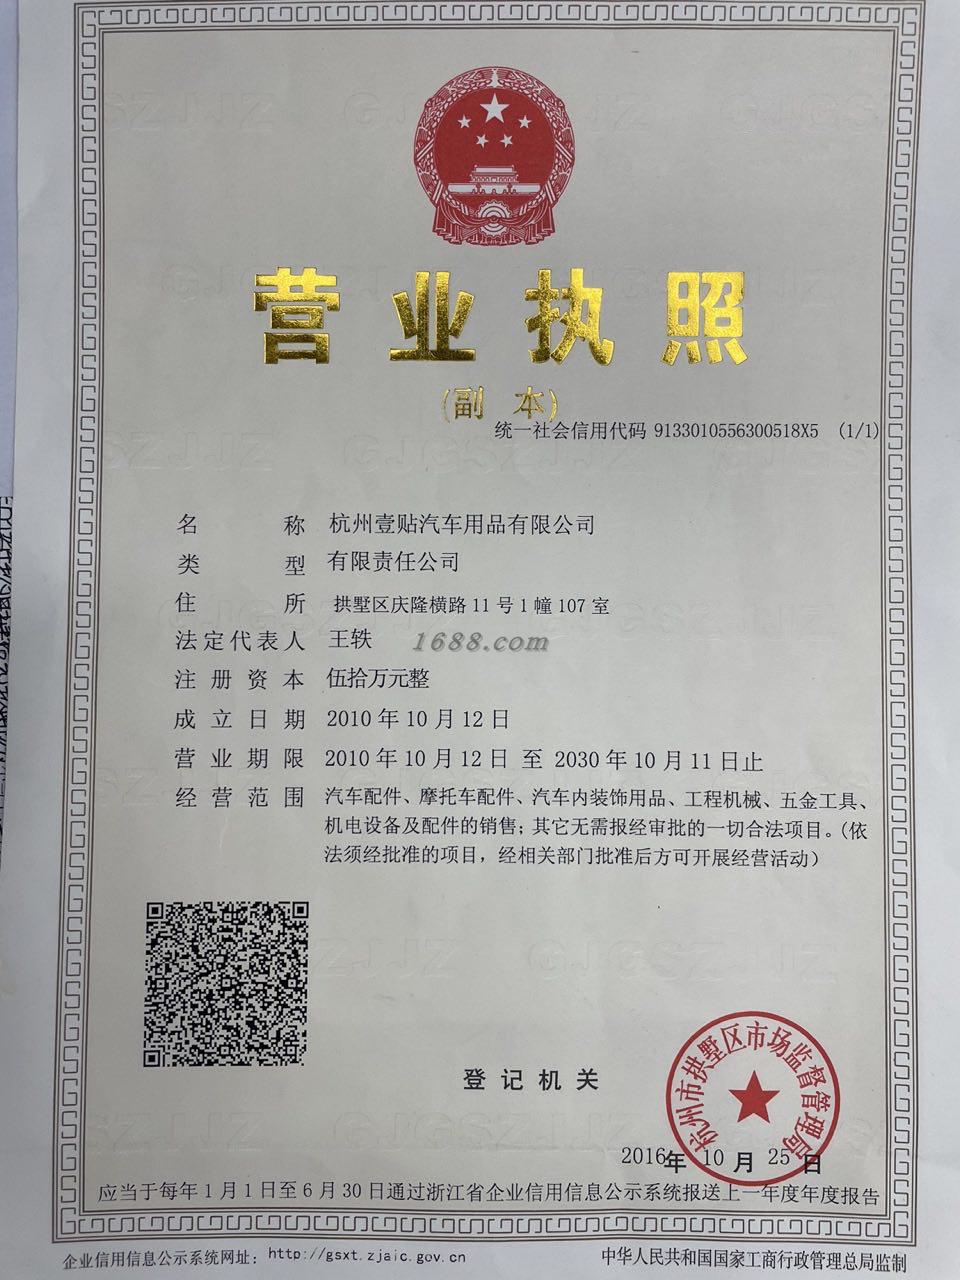 营业执照
(副 本)
统一社会信用代码 9133010556300518X5 (1/1)
名称 杭州壹贴汽车用品有限公司
类型 有限责任公司
住所 拱墅区庆隆横路11号1幢107室
法定代表人 王轶
1688.com
注册资本 伍拾万元整
成立日期 2010年10月12日
营业期限 2010年10月12日 至 2030年10月11日止
经营范围 汽车配件、摩托车配件、汽车内装饰用品、工程机械、五金工具、
机电设备及配件的销售;其它无需报经审批的一切合法项目。(依
法须经批准的项目,经相关部门批准后方可开展经营活动)
登记机关
杭州市拱墅区市场监督管理局
2016年10月25日
应当于每年1月1日至6月30日通过浙江省企业信用信息公示系统报送上一年度年度报告
企业信用信息公示系统网址: http://gsxt.zjaic.gov.cn
中华人民共和国国家工商行政管理总局监制